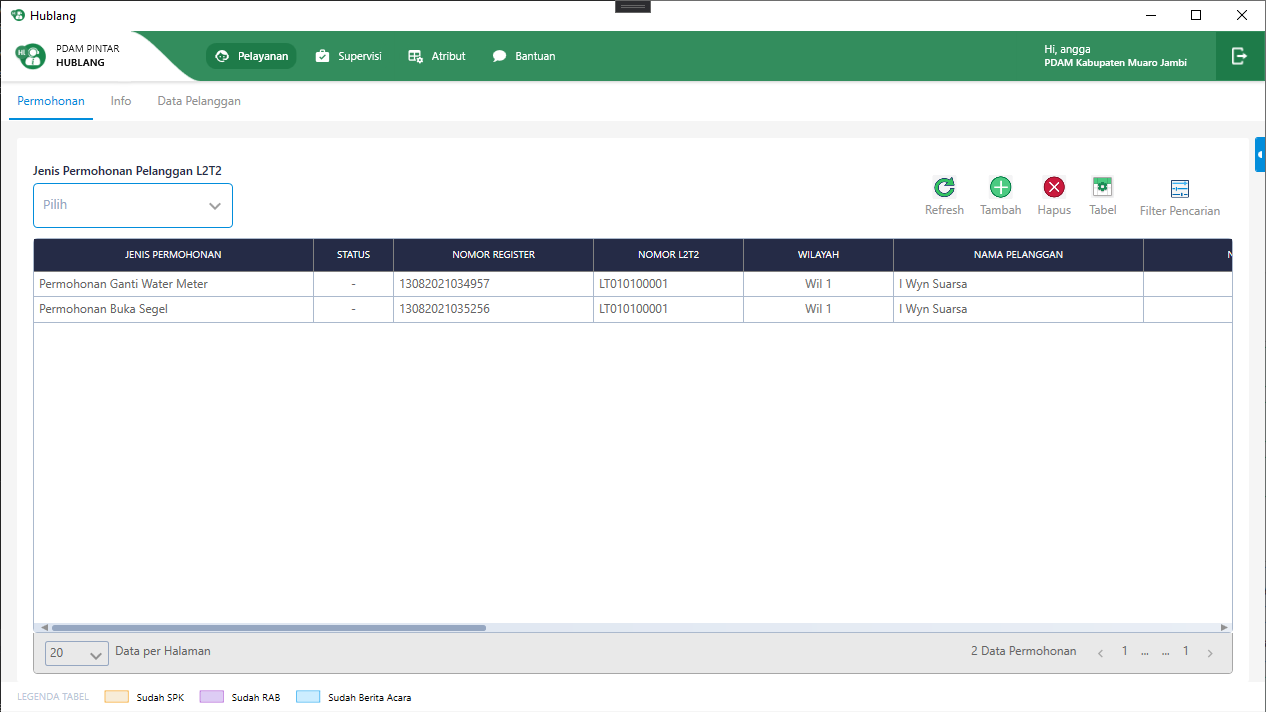 Hublang
PDAM PINTAR
HUBLANG
Pelayanan
Supervisi
Atribut
Bantuan
Hi, angga
PDAM Kabupaten Muaro Jambi
Permohonan
Info
Data Pelanggan
Jenis Permohonan Pelanggan L2T2
Pilih
Refresh
Tambah
Hapus
Tabel
Filter Pencarian
JENIS PERMOHONAN STATUS NOMOR REGISTER NOMOR L2T2 WILAYAH NAMA PELANGGAN
Permohonan Ganti Water Meter - 13082021034957 LT010100001 Wil 1 I Wyn Suarsa
Permohonan Buka Segel - 13082021035256 LT010100001 Wil 1 I Wyn Suarsa
20 Data per Halaman
2 Data Permohonan
1 ... ... 1
LEGENDA TABEL
Sudah SPK
Sudah RAB
Sudah Berita Acara